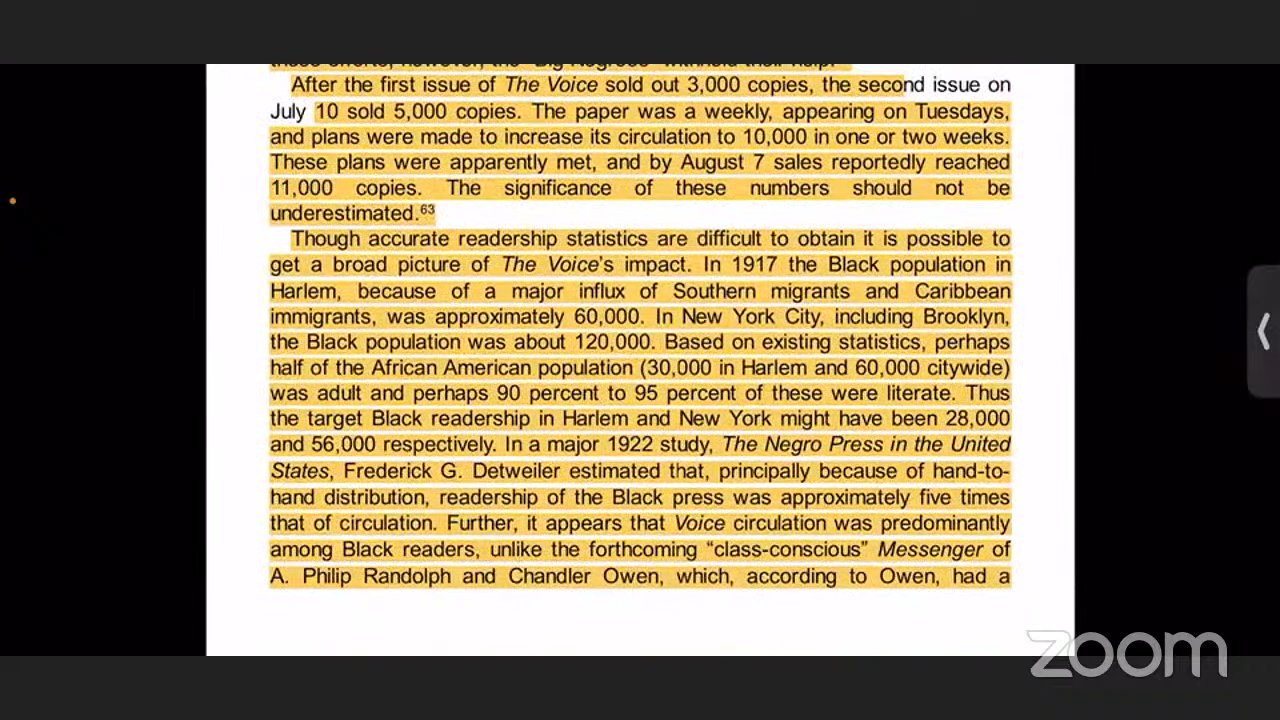 After the first issue of The Voice sold out 3,000 copies, the second issue on
July 10 sold 5,000 copies. The paper was a weekly, appearing on Tuesdays,
and plans were made to increase its circulation to 10,000 in one or two weeks.
These plans were apparently met, and by August 7 sales reportedly reached
11,000 copies. The significance of these numbers should not be
underestimated.63
Though accurate readership statistics are difficult to obtain it is possible to
get a broad picture of The Voice's impact. In 1917 the Black population in
Harlem, because of a major influx of Southern migrants and Caribbean
immigrants, was approximately 60,000. In New York City, including Brooklyn,
the Black population was about 120,000. Based on existing statistics, perhaps
half of the African American population (30,000 in Harlem and 60,000 citywide)
was adult and perhaps 90 percent to 95 percent of these were literate. Thus
the target Black readership in Harlem and New York might have been 28,000
and 56,000 respectively. In a major 1922 study, The Negro Press in the United
States, Frederick G. Detweiler estimated that, principally because of hand-to-
hand distribution, readership of the Black press was approximately five times
that of circulation. Further, it appears that Voice circulation was predominantly
among Black readers, unlike the forthcoming “class-conscious” Messenger of
A. Philip Randolph and Chandler Owen, which, according to Owen, had a
zoom